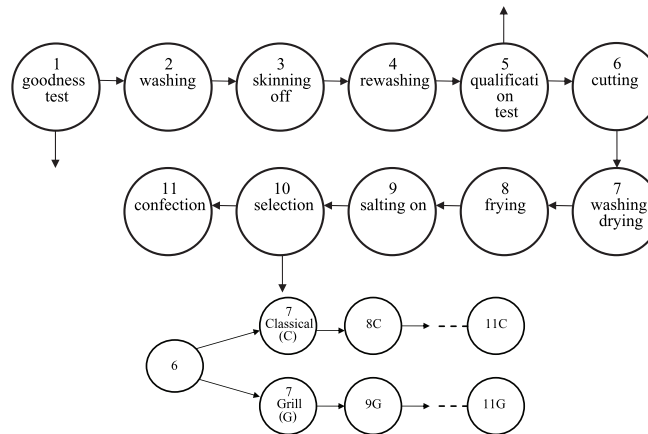 1
goodness
test
2
washing
3
skinning
off
4
rewashing
5
qualificati
on
test
6
cutting
11
confection
10
selection
9
salting on
8
frying
7
washing
drying
7
Classical
(C)
8C
11C
6
7
Grill
(G)
9G
11G